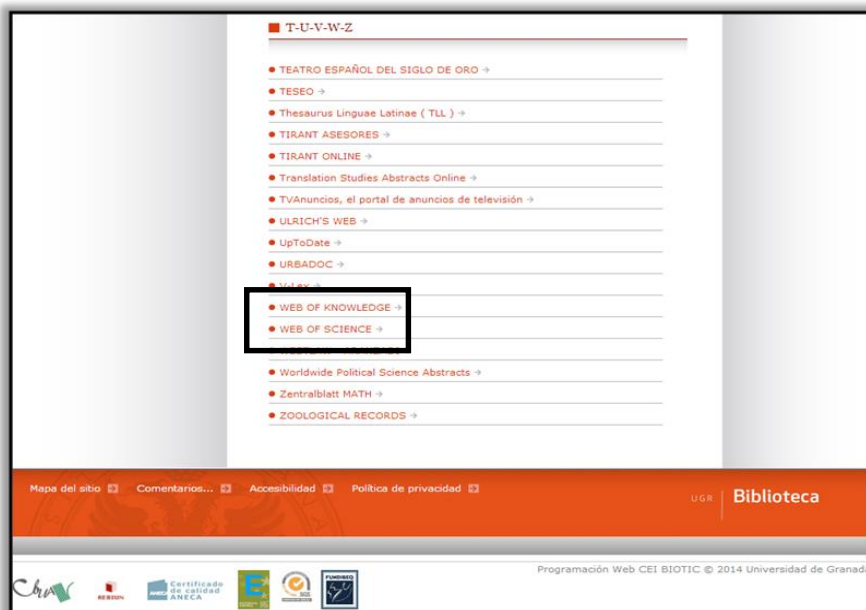 T-U-V-W-Z
TEATRO ESPAÑOL DEL SIGLO DE ORO
TESEO
Thesaurus Linguae Latinae ( TLL )
TIRANT ASESORES
TIRANT ONLINE
Translation Studies Abstracts Online
TVAnuncios, el portal de anuncios de televisión
ULRICH'S WEB
UpToDate
URBADOC
V-Lex
WEB OF KNOWLEDGE
WEB OF SCIENCE
Worldwide Political Science Abstracts
Zentralblatt MATH
ZOOLOGICAL RECORDS
Mapa del sitio Comentarios... Accesibilidad Política de privacidad
UGR Biblioteca
Programación Web CEI BIOTIC © 2014 Universidad de Granada
Certificado
de calidad
ANECA
REBIUN
FUNDIBEQ